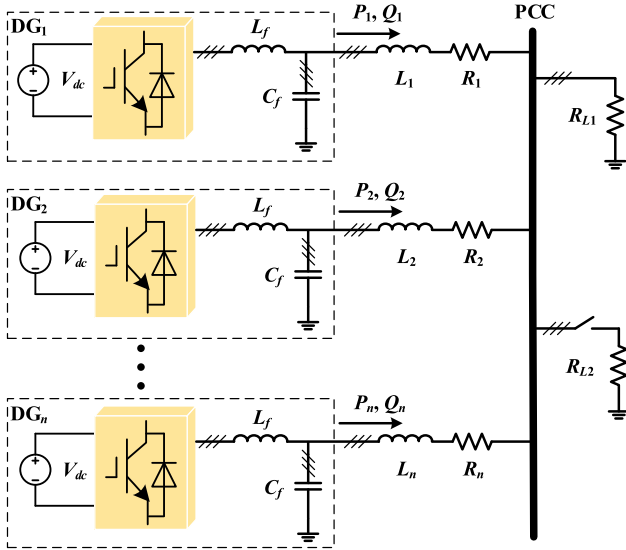 DG1
Vdc
Lf
Cf
P1, Q1
L1
R1
PCC
RL1
DG2
Vdc
Lf
Cf
P2, Q2
L2
R2
RL2
DGn
Vdc
Lf
Cf
Pn, Qn
Ln
Rn